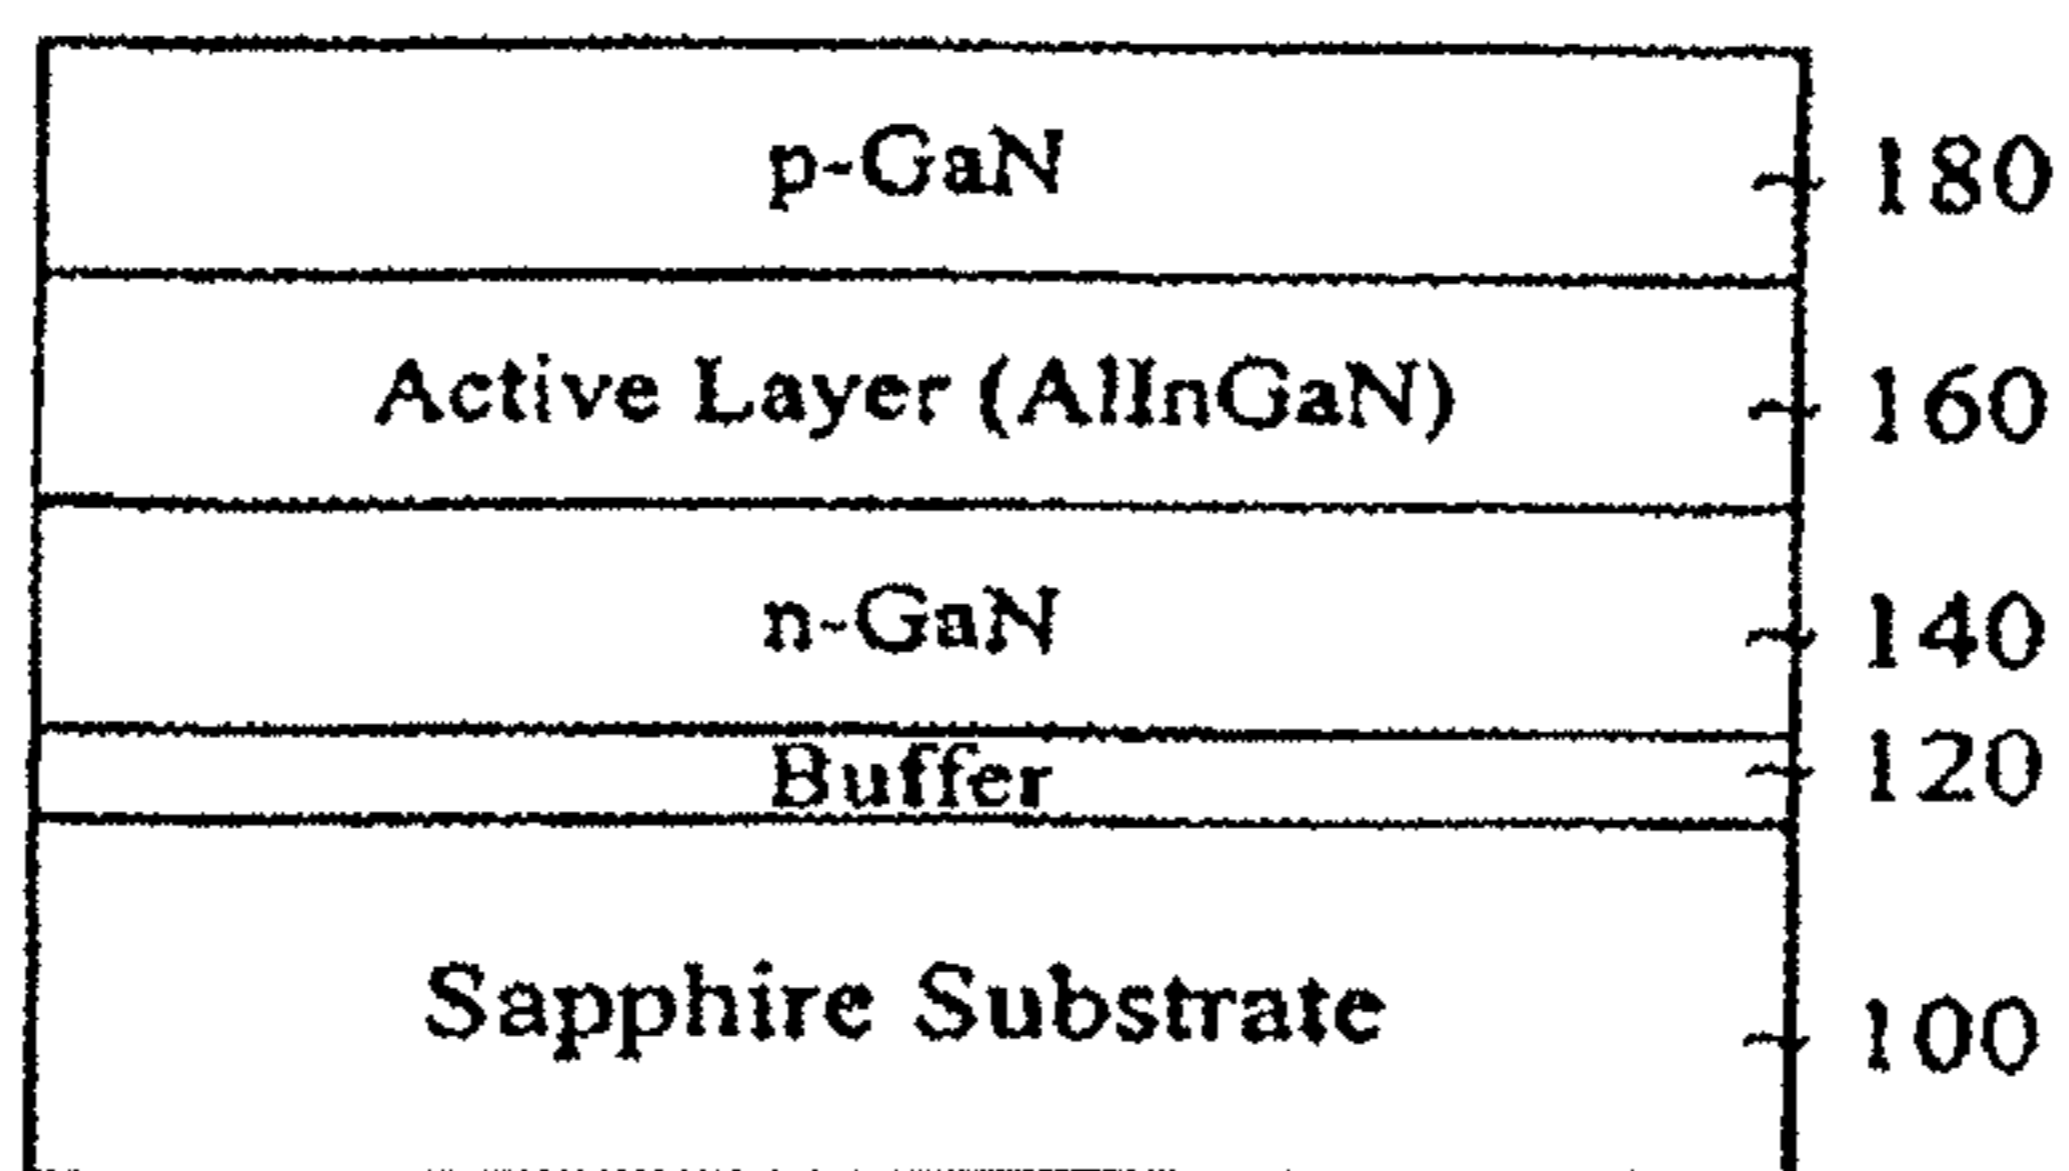 p-GaN 180
Active Layer (AlInGaN) 160
n-GaN 140
Buffer 120
Sapphire Substrate 100